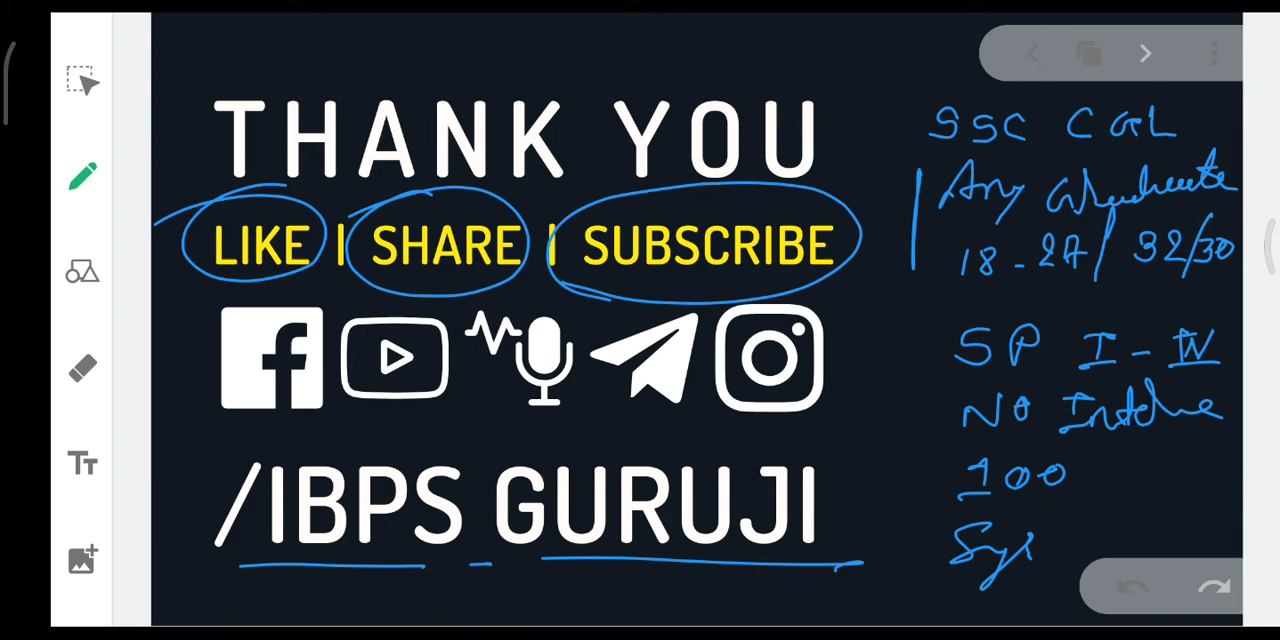 THANK YOU
LIKE | SHARE | SUBSCRIBE
/IBPS GURUJI
SSC CGL
Any Graduate
18-27/ 32/30
SP I - IV
NO
100
Tт